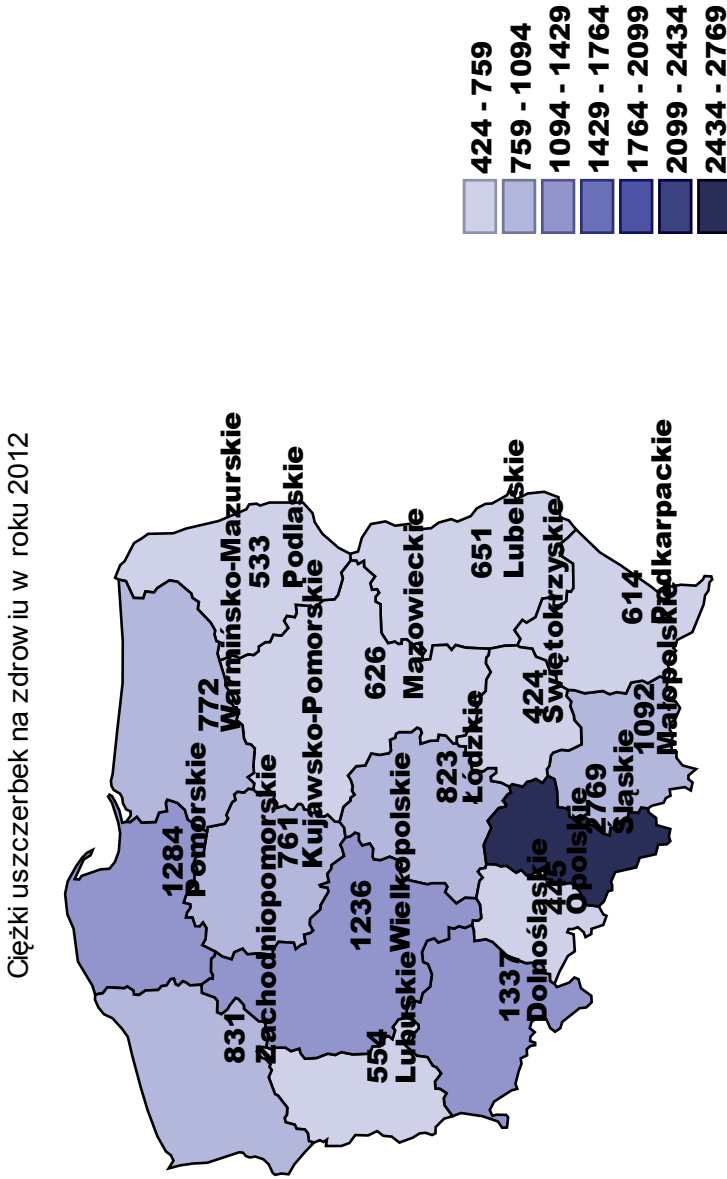 Ciężki uszczerbek na zdrowiu w roku 2012
1284
Pomorskie
772
Warmińsko-Mazurskie
533
Podlaskie
831
Zachodniopomorskie
761
Kujawsko-Pomorskie
626
Mazowieckie
1236
Wielkopolskie
554
Lubuskie
823
Łódzkie
651
Lubelskie
1337
Dolnośląskie
445
Opolskie
2769
Śląskie
424
Świętokrzyskie
1092
Małopolskie
614
Podkarpackie
424 - 759
759 - 1094
1094 - 1429
1429 - 1764
1764 - 2099
2099 - 2434
2434 - 2769